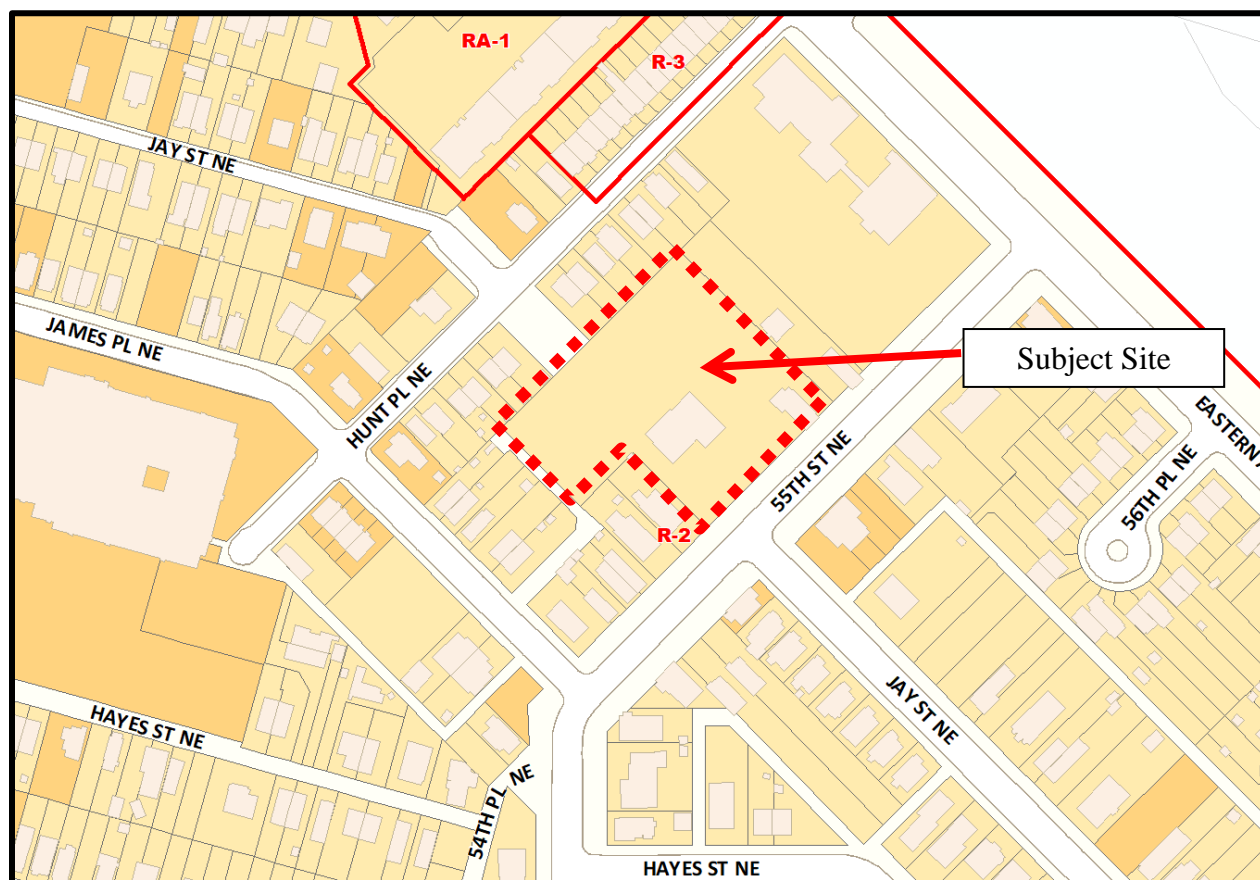 RA-1
R-3
JAY ST NE
JAMES PL NE
HUNT PL NE
Subject Site
EASTERN
56TH PL NE
55TH ST NE
R-2
JAY ST NE
HAYES ST NE
54TH PL NE
HAYES ST NE